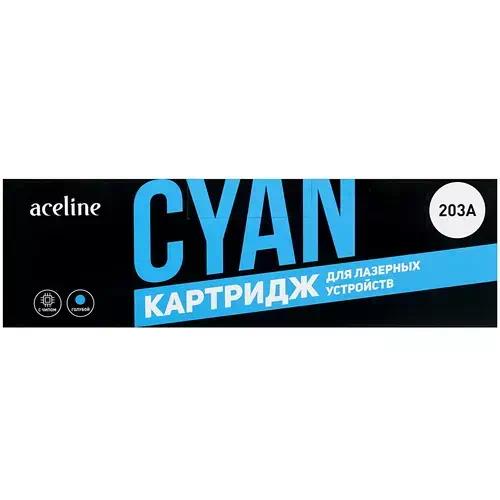 aceline
CYAN
203A
КАРТРИДЖ
ДЛЯ ЛАЗЕРНЫХ
УСТРОЙСТВ
С ЧИПОМ
ГОЛУБОЙ